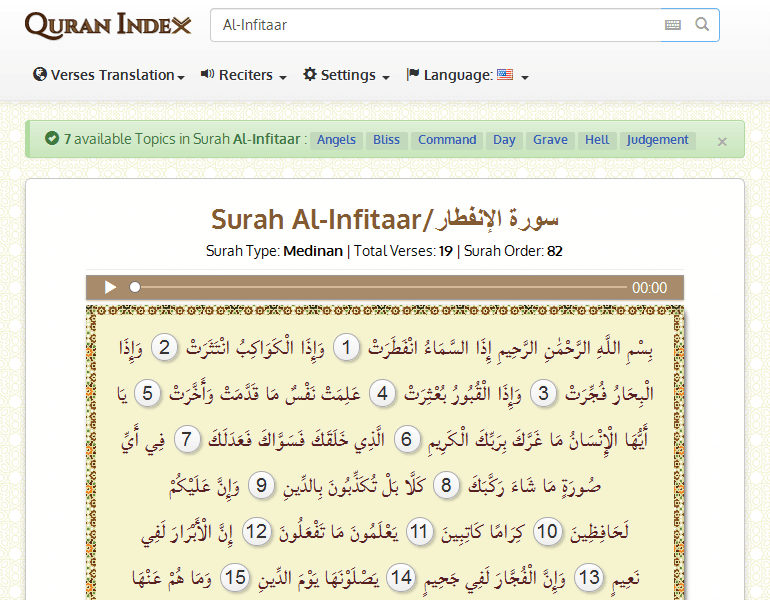 QURAN INDEX
Al-Infitaar
Verses Translation Reciters Settings Language:
7 available Topics in Surah Al-Infitaar : Angels Bliss Command Day Grave Hell Judgement ×
Surah Al-Infitaar/سورة الإنفطار
Surah Type: Medinan | Total Verses: 19 | Surah Order: 82
00:00
بِسْمِ اللَّهِ الرَّحْمَٰنِ الرَّحِيمِ إِذَا السَّمَاءُ انْفَطَرَتْ 1 وَإِذَا الْكَوَاكِبُ انْتَثَرَتْ 2 وَإِذَا
الْبِحَارُ فُجِّرَتْ 3 وَإِذَا الْقُبُورُ بُعْثِرَتْ 4 عَلِمَتْ نَفْسٌ مَا قَدَّمَتْ وَأَخَّرَتْ 5 يَا
أَيُّهَا الْإِنْسَانُ مَا غَرَّكَ بِرَبِّكَ الْكَرِيمِ 6 الَّذِي خَلَقَكَ فَسَوَّاكَ فَعَدَلَكَ 7 فِي أَيِّ
صُورَةٍ مَا شَاءَ رَكَّبَكَ 8 كَلَّا بَلْ تُكَذِّبُونَ بِالدِّينِ 9 وَإِنَّ عَلَيْكُمْ
لَحَافِظِينَ 10 كِرَامًا كَاتِبِينَ 11 يَعْلَمُونَ مَا تَفْعَلُونَ 12 إِنَّ الْأَبْرَارَ لَفِي
نَعِيمٍ 13 وَإِنَّ الْفُجَّارَ لَفِي جَحِيمٍ 14 يَصْلَوْنَهَا يَوْمَ الدِّينِ 15 وَمَا هُمْ عَنْهَا